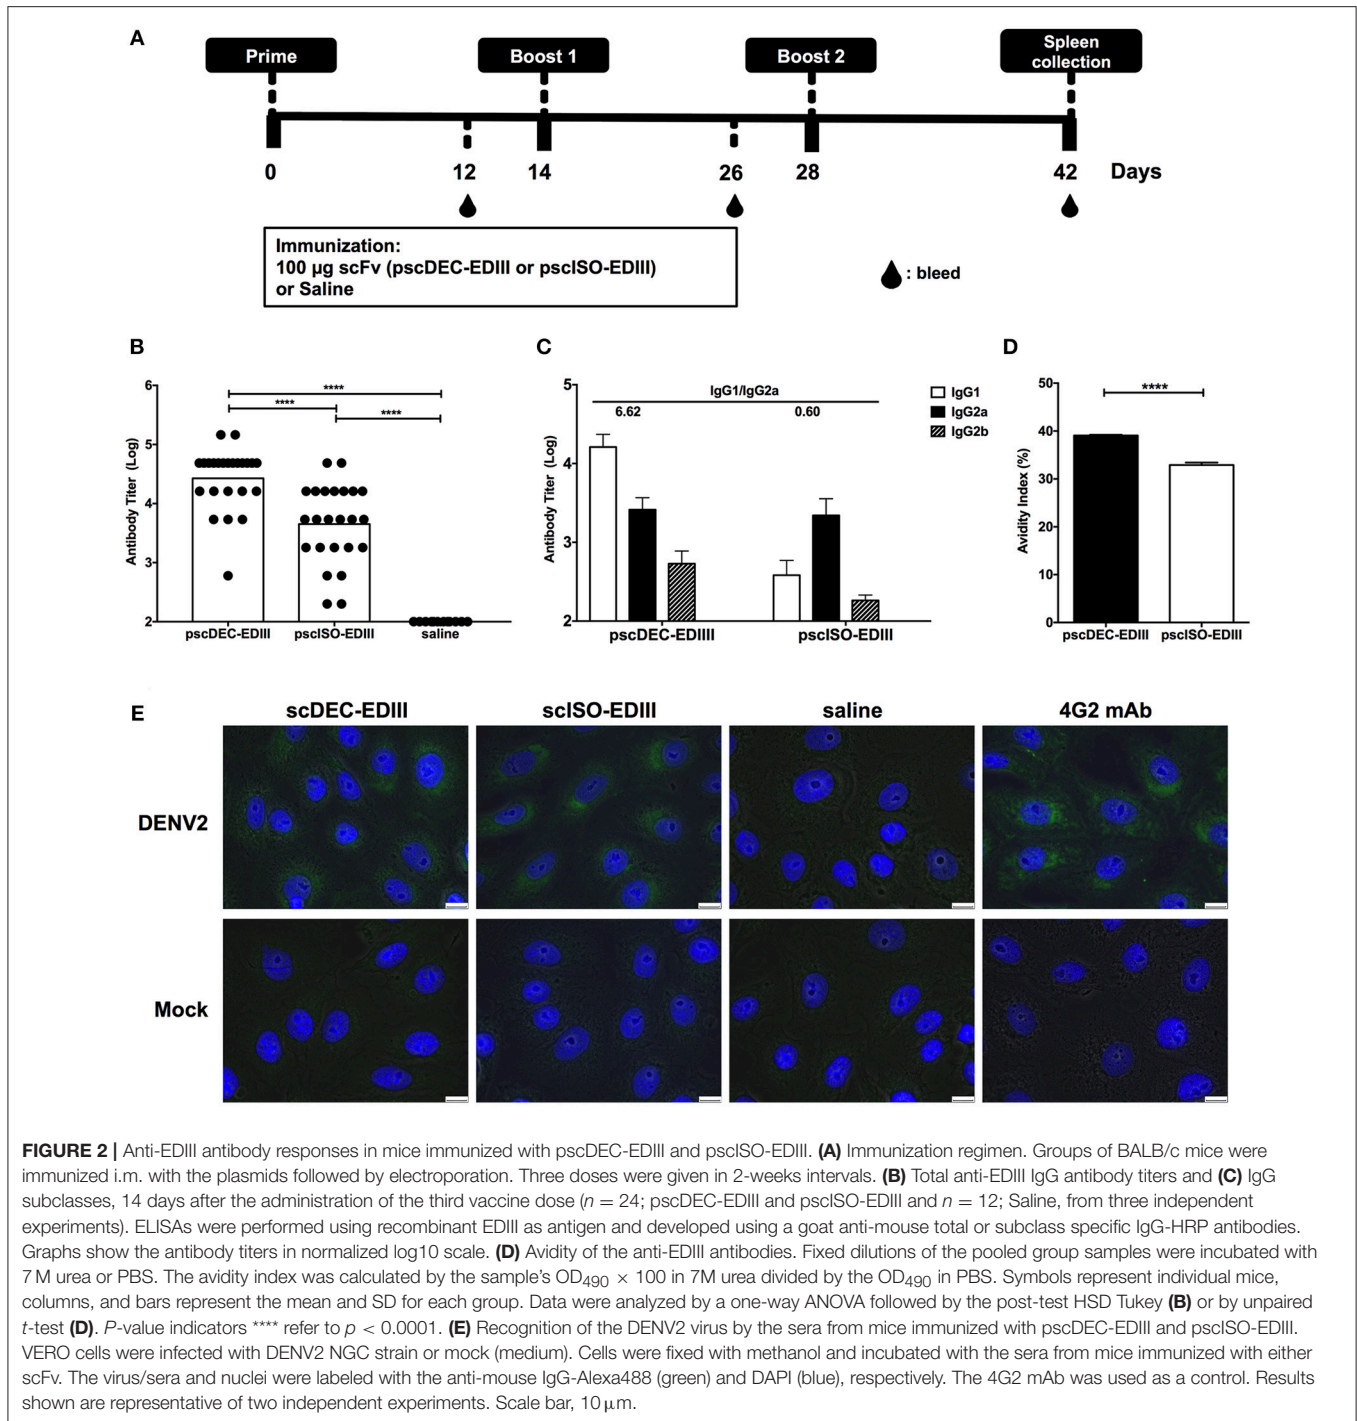 A
Prime
Boost 1
Boost 2
Spleen
collection
0
12
14
26
28
42
Days
Immunization:
100 µg scFv (pscDEC-EDIII or pscISO-EDIII)
or Saline
: bleed
B
Antibody Titer (Log)
6
5
4
3
2
****
****
****
pscDEC-EDIII
pscISO-EDIII
saline
C
Antibody Titer (Log)
5
4
3
2
IgG1/IgG2a
6.62
0.60
IgG1
IgG2a
IgG2b
pscDEC-EDIIII
pscISO-EDIII
D
Avidity Index (%)
50
40
30
20
10
0
****
pscDEC-EDIII
pscISO-EDIII
E
scDEC-EDIII
scISO-EDIII
saline
4G2 mAb
DENV2
Mock
FIGURE 2 | Anti-EDIII antibody responses in mice immunized with pscDEC-EDIII and pscISO-EDIII. (A) Immunization regimen. Groups of BALB/c mice were
immunized i.m. with the plasmids followed by electroporation. Three doses were given in 2-weeks intervals. (B) Total anti-EDIII IgG antibody titers and (C) IgG
subclasses, 14 days after the administration of the third vaccine dose (n = 24; pscDEC-EDIII and pscISO-EDIII and n = 12; Saline, from three independent
experiments). ELISAs were performed using recombinant EDIII as antigen and developed using a goat anti-mouse total or subclass specific IgG-HRP antibodies.
Graphs show the antibody titers in normalized log10 scale. (D) Avidity of the anti-EDIII antibodies. Fixed dilutions of the pooled group samples were incubated with
7 M urea or PBS. The avidity index was calculated by the sample's OD490 × 100 in 7M urea divided by the OD490 in PBS. Symbols represent individual mice,
columns, and bars represent the mean and SD for each group. Data were analyzed by a one-way ANOVA followed by the post-test HSD Tukey (B) or by unpaired
t-test (D). P-value indicators **** refer to p < 0.0001. (E) Recognition of the DENV2 virus by the sera from mice immunized with pscDEC-EDIII and pscISO-EDIII.
VERO cells were infected with DENV2 NGC strain or mock (medium). Cells were fixed with methanol and incubated with the sera from mice immunized with either
scFv. The virus/sera and nuclei were labeled with the anti-mouse IgG-Alexa488 (green) and DAPI (blue), respectively. The 4G2 mAb was used as a control. Results
shown are representative of two independent experiments. Scale bar, 10 µm.